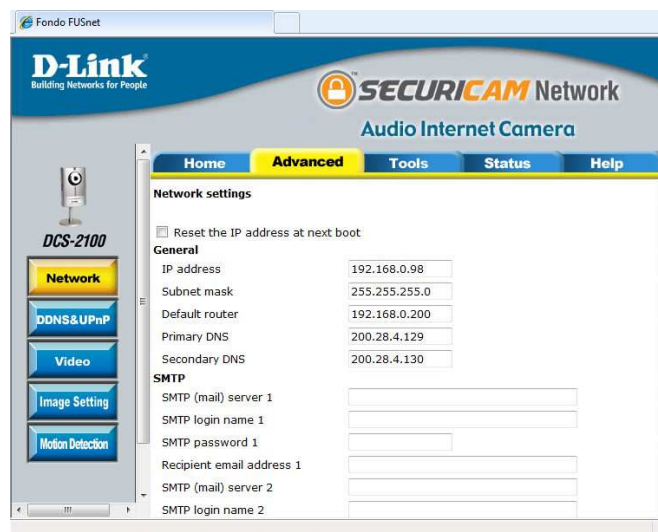 Fondo FUSnet
D-Link
Building Networks for People
SECURICAM Network
Audio Internet Camera
Home Advanced Tools Status Help
DCS-2100
Network
DDNS&UPnP
Video
Image Setting
Motion Detection
Network settings
Reset the IP address at next boot
General
IP address 192.168.0.98
Subnet mask 255.255.255.0
Default router 192.168.0.200
Primary DNS 200.28.4.129
Secondary DNS 200.28.4.130
SMTP
SMTP (mail) server 1
SMTP login name 1
SMTP password 1
Recipient email address 1
SMTP (mail) server 2
SMTP login name 2